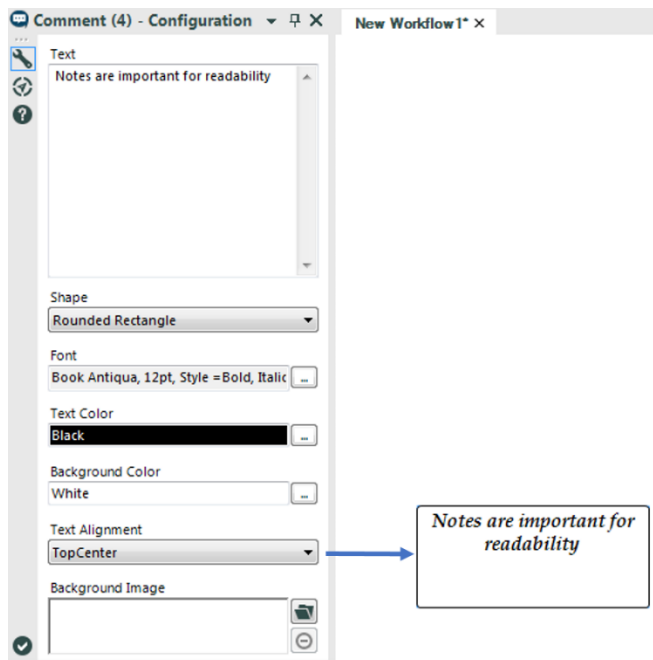 Comment (4) - Configuration
New Workflow1* ×
Text
Notes are important for readability
Shape
Rounded Rectangle
Font
Book Antiqua, 12pt, Style =Bold, Italic
...
Text Color
Black
...
Background Color
White
...
Text Alignment
TopCenter
Notes are important for
readability
Background Image